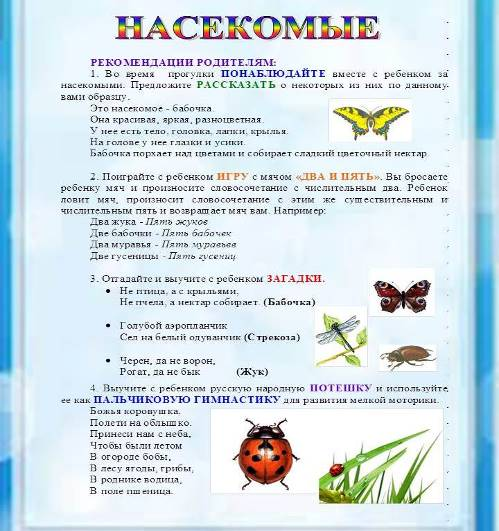 НАСЕКОМЫЕ
РЕКОМЕНДАЦИИ РОДИТЕЛЯМ:
1. Во время прогулки ПОНАБЛЮДАЙТЕ вместе с ребенком за
насекомыми. Предложите РАССКАЗАТЬ о некоторых из них по данному
вами образцу.
Это насекомое - бабочка.
Она красивая, яркая, разноцветная.
У нее есть тело, головка, лапки, крылья.
На голове у нее глазки и усики.
Бабочка порхает над цветами и собирает сладкий цветочный нектар.
2. Поиграйте с ребенком ИГРУ с мячом «ДВА И ПЯТЬ». Вы бросаете
ребенку мяч и произносите словосочетание с числительным два. Ребенок
ловит мяч, произносит словосочетание с этим же существительным и
числительным пять и возвращает мяч вам. Например:
Два жука - Пять жуков
Две бабочки - Пять бабочек
Два муравья - Пять муравьев
Две гусеницы - Пять гусениц
3. Отгадайте и выучите с ребенком ЗАГАДКИ.
• Не птица, а с крыльями,
Не пчела, а нектар собирает. (Бабочка)
• Голубой аэропланчик
Сел на белый одуванчик (Стрекоза)
• Черен, да не ворон,
Рогат, да не бык (Жук)
4. Выучите с ребенком русскую народную ПОТЕШКУ и используйте
ее как ПАЛЬЧИКОВУЮ ГИМНАСТИКУ для развития мелкой моторики.
Божья коровушка.
Полети на облышко.
Принеси нам с неба,
Чтобы были летом
В огороде бобы,
В лесу ягоды, грибы,
В роднике водица,
В поле пшеница.